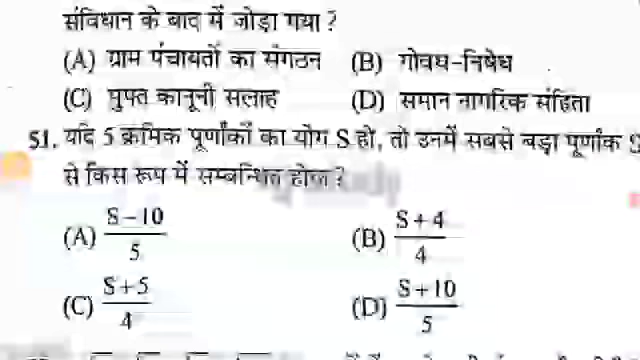 संविधान के बाद में जोड़ा गया ?
(A) ग्राम पंचायतों का संगठन (B) गोवध-निषेध
(C) मुफ्त कानूनी सलाह (D) समान नागरिक संहिता
51. यदि 5 क्रमिक पूर्णांकों का योग S हो, तो उनमें सबसे बड़ा पूर्णांक S
से किस रूप में सम्बन्धित होगा ?
(A) S-10/5 (B) S+4/4
(C) S+5/4 (D) S+10/5